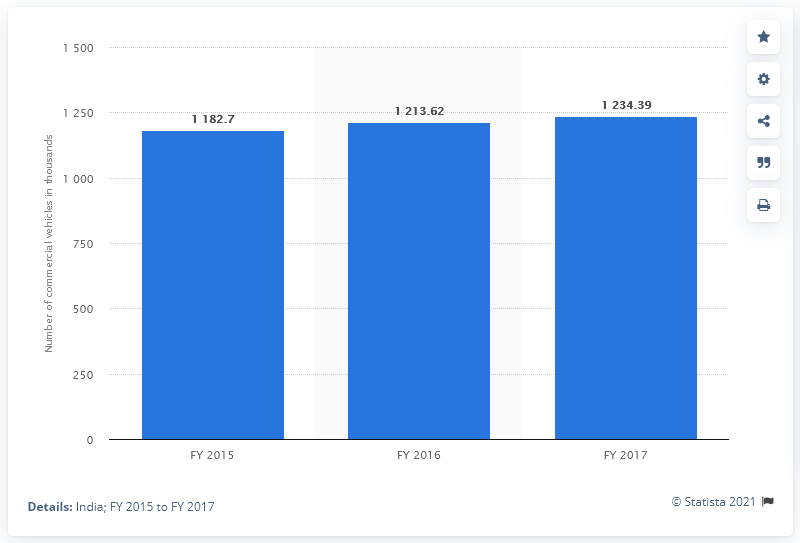 1 500
1 250
1 000
750
500
250
0
Number of commercial vehicles in thousands
1 182.7
1 213.62
1 234.39
FY 2015
FY 2016
FY 2017
Details: India; FY 2015 to FY 2017
© Statista 2021